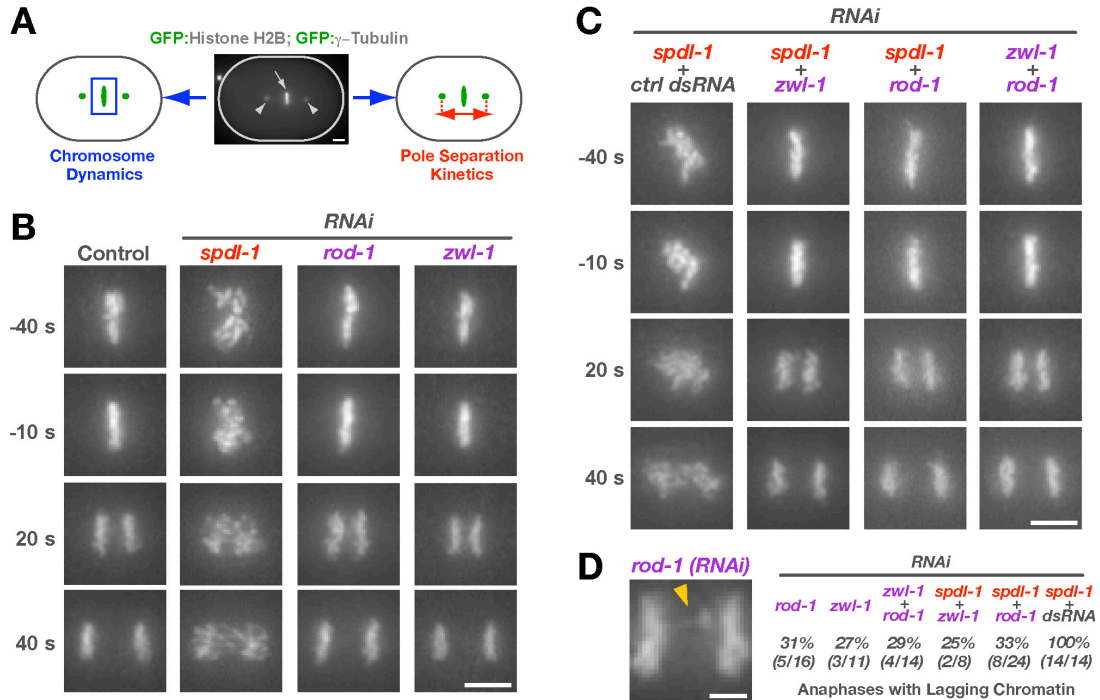 A
GFP:Histone H2B; GFP:γ–Tubulin
Chromosome
Dynamics
Pole Separation
Kinetics
B
RNAi
Control
spdl-1
rod-1
zwl-1
-40 s
-10 s
20 s
40 s
C
RNAi
spdl-1
+
ctrl dsRNA
spdl-1
+
zwl-1
spdl-1
+
rod-1
zwl-1
+
rod-1
-40 s
-10 s
20 s
40 s
D
rod-1 (RNAi)
RNAi
rod-1
zwl-1
zwl-1
+
rod-1
spdl-1
+
zwl-1
spdl-1
+
rod-1
spdl-1
+
dsRNA
31%
(5/16)
27%
(3/11)
29%
(4/14)
25%
(2/8)
33%
(8/24)
100%
(14/14)
Anaphases with Lagging Chromatin